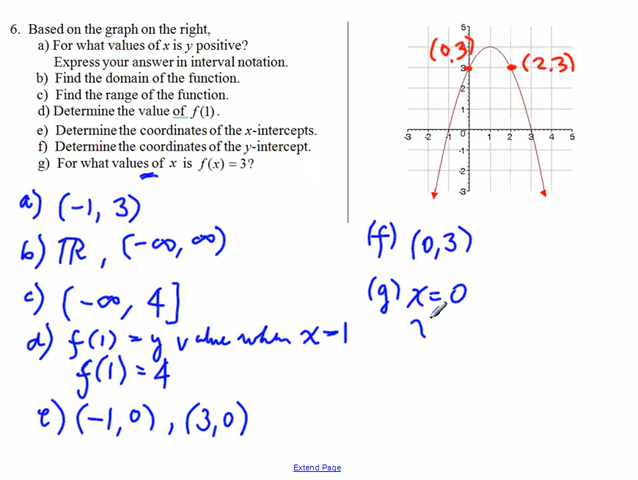 6. Based on the graph on the right,
a) For what values of x is y positive?
Express your answer in interval notation.
b) Find the domain of the function.
c) Find the range of the function.
d) Determine the value of f(1).
e) Determine the coordinates of the x-intercepts.
f) Determine the coordinates of the y-intercept.
g) For what values of x is f(x) = 3?
5
4
(0,3)
3
(2,3)
2
1
-3 -2 -1 0 1 2 3 4 5
-1
-2
-3
a) (-1, 3)
b) ℝ, (-∞, ∞)
c) (-∞, 4]
d) f(1) = y value when x=1
f(1) = 4
e) (-1, 0), (3, 0)
(f) (0, 3)
(g) x = 0
Extend Page